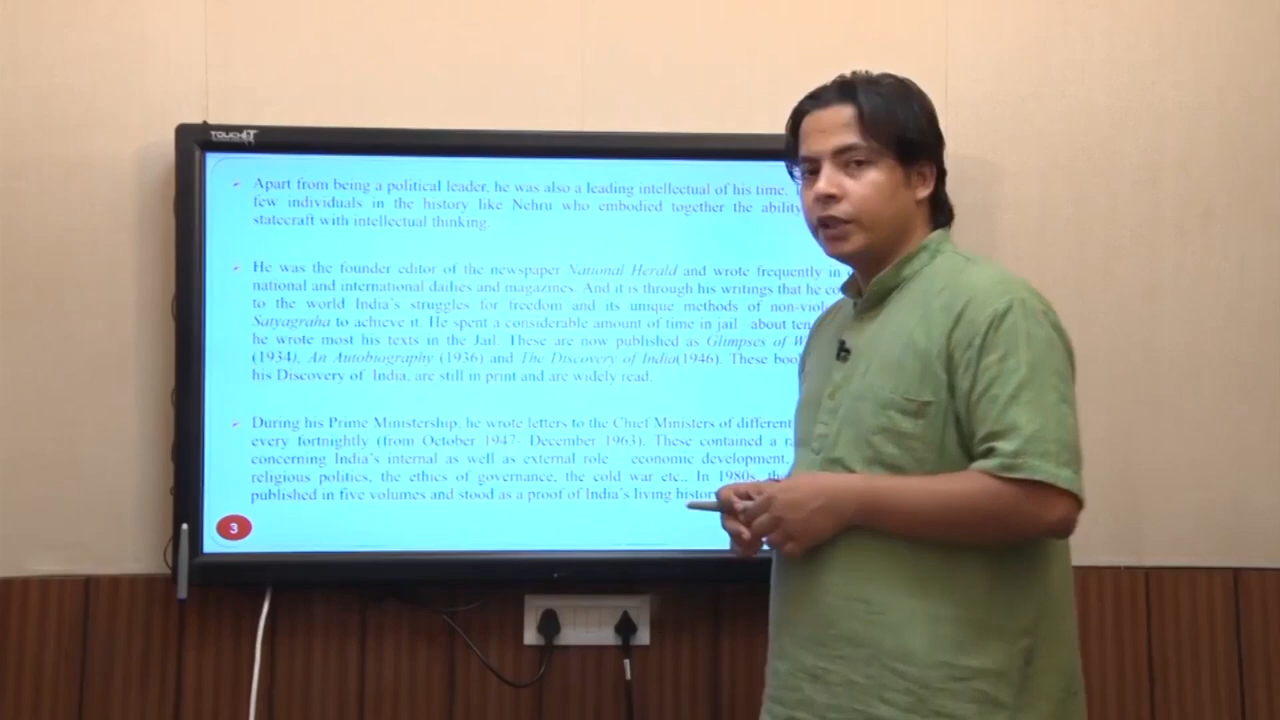 TOUCHIT
Apart from being a political leader, he was also a leading intellectual of his time.
few individuals in the history like Nehru who embodied together the ability
statecraft with intellectual thinking.
He was the founder editor of the newspaper National Herald and wrote frequently in
national and international dailies and magazines. And it is through his writings that he
to the world India's struggles for freedom and its unique methods of
Satyagraha to achieve it. He spent a considerable amount of time in jail about ten
he wrote most his texts in the Jail. These are now published as Glimpses of
(1934), An Autobiography (1936) and The Discovery of India(1946). These
his Discovery of India, are still in print and are widely read.
During his Prime Ministership, he wrote letters to the Chief Ministers of different
every fortnightly (from October 1947- December 1963). These contained a
concerning India's internal as well as external role – economic development.
religious politics, the ethics of governance, the cold war etc.. In 1980s,
published in five volumes and stood as a proof of India's living history
3